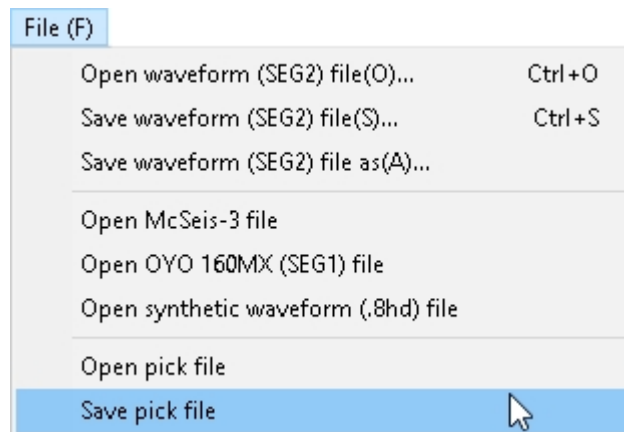 File (F)
Open waveform (SEG2) file(O)... Ctrl+O
Save waveform (SEG2) file(S)... Ctrl+S
Save waveform (SEG2) file as(A)...
Open McSeis-3 file
Open OYO 160MX (SEG1) file
Open synthetic waveform (.8hd) file
Open pick file
Save pick file